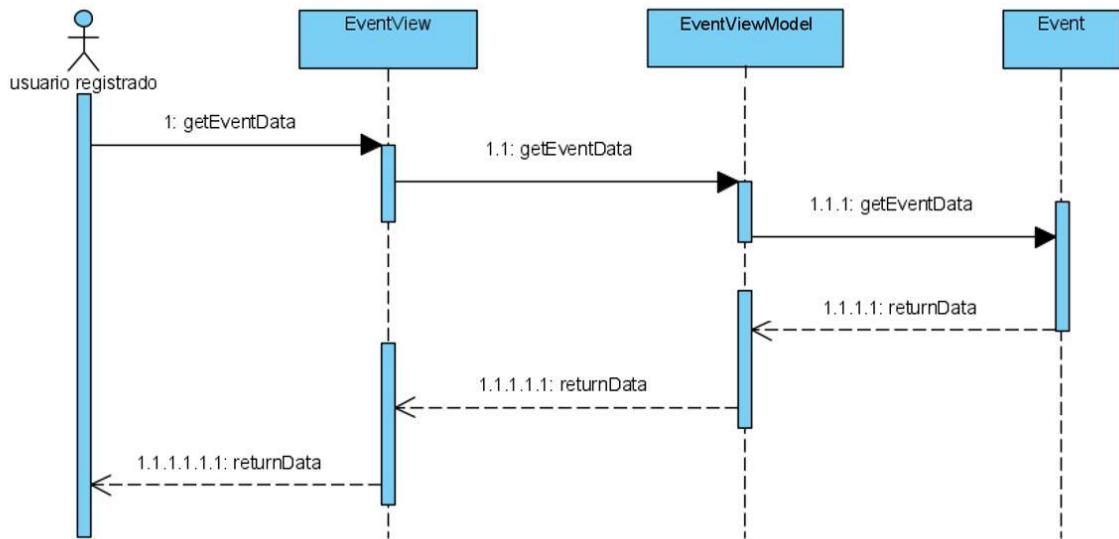 EventView
EventViewModel
Event
usuario registrado
1: getEventData
1.1: getEventData
1.1.1: getEventData
1.1.1.1: returnData
1.1.1.1.1: returnData
1.1.1.1.1.1: returnData